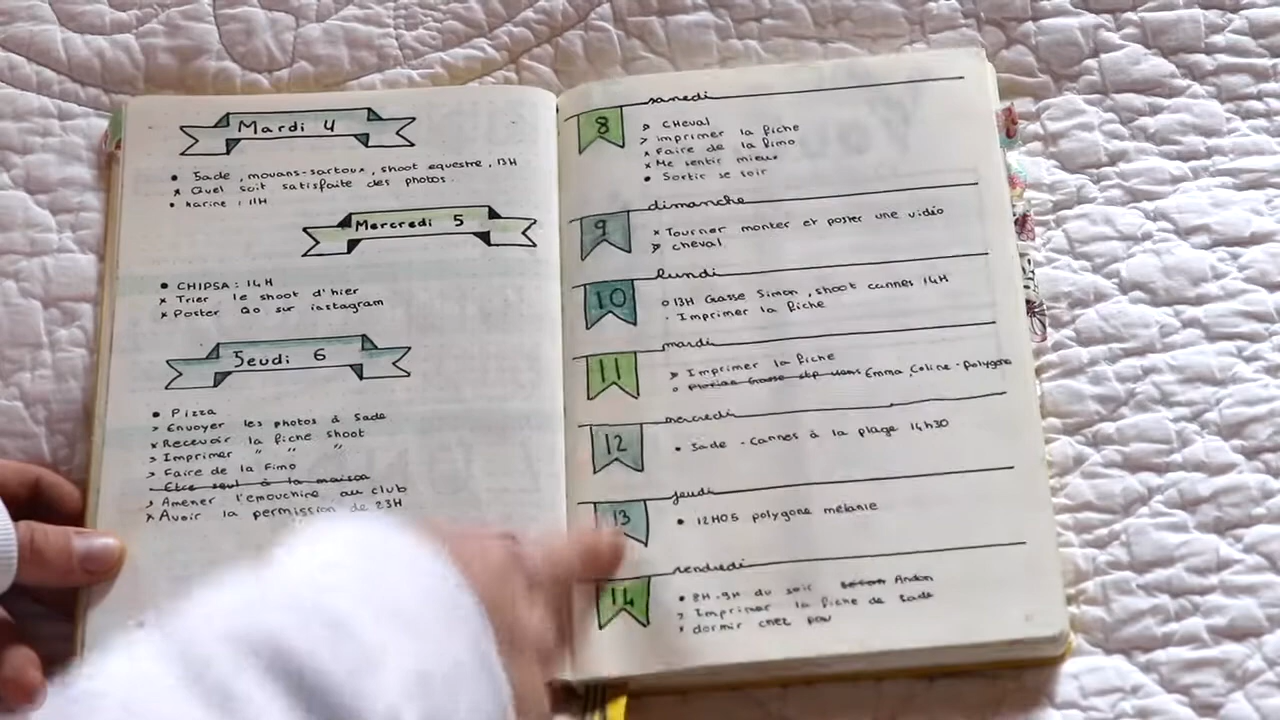 Mardi 4
• Sade, mouans-sartoux, shoot equestre, 13H
x Quel soit satisfaite des photos.
• Karine : 11H
Mercredi 5
• CHIPSA : 14H
x Trier le shoot d'hier
x Poster Qo sur instagram
Jeudi 6
• Pizza
> Envoyer les photos à Sade
x Recevoir la fiche shoot
> Imprimer " " "
> Faire de la Fimo
> Etre seul à la maison
> Amener l'emouchine au club
x Avoir la permission de 23H
samedi
8
> CHeval
> imprimer la fiche
x Faire de la fimo
x Me sentir mieux
• Sortir se soir
dimanche
9
x Tourner monter et poster une vidéo
> cheval
lundi
10
o 13H Gasse Simon, shoot cannes 14H
· Imprimer la fiche
mardi
11
> Imprimer la fiche
o Emma, Coline - polygone
mercredi
12
• Sade - Cannes à la plage 14h30
jeudi
13
• 12H05 polygone mélanie
vendredi
14
• 8H-9H du soir Andon
> Imprimer la fiche de Sade
x dormir chez